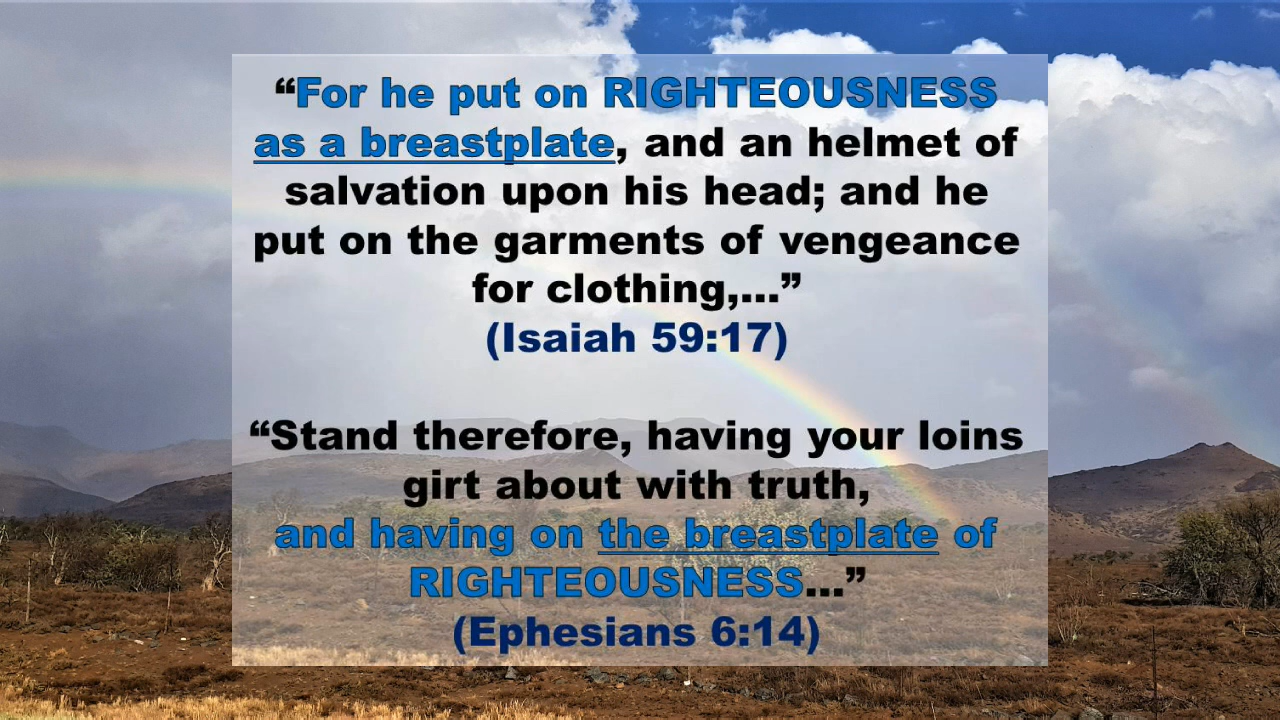 “For he put on RIGHTEOUSNESS
as a breastplate, and an helmet of
salvation upon his head; and he
put on the garments of vengeance
for clothing,…”
(Isaiah 59:17)
“Stand therefore, having your loins
girt about with truth,
and having on the breastplate of
RIGHTEOUSNESS…”
(Ephesians 6:14)